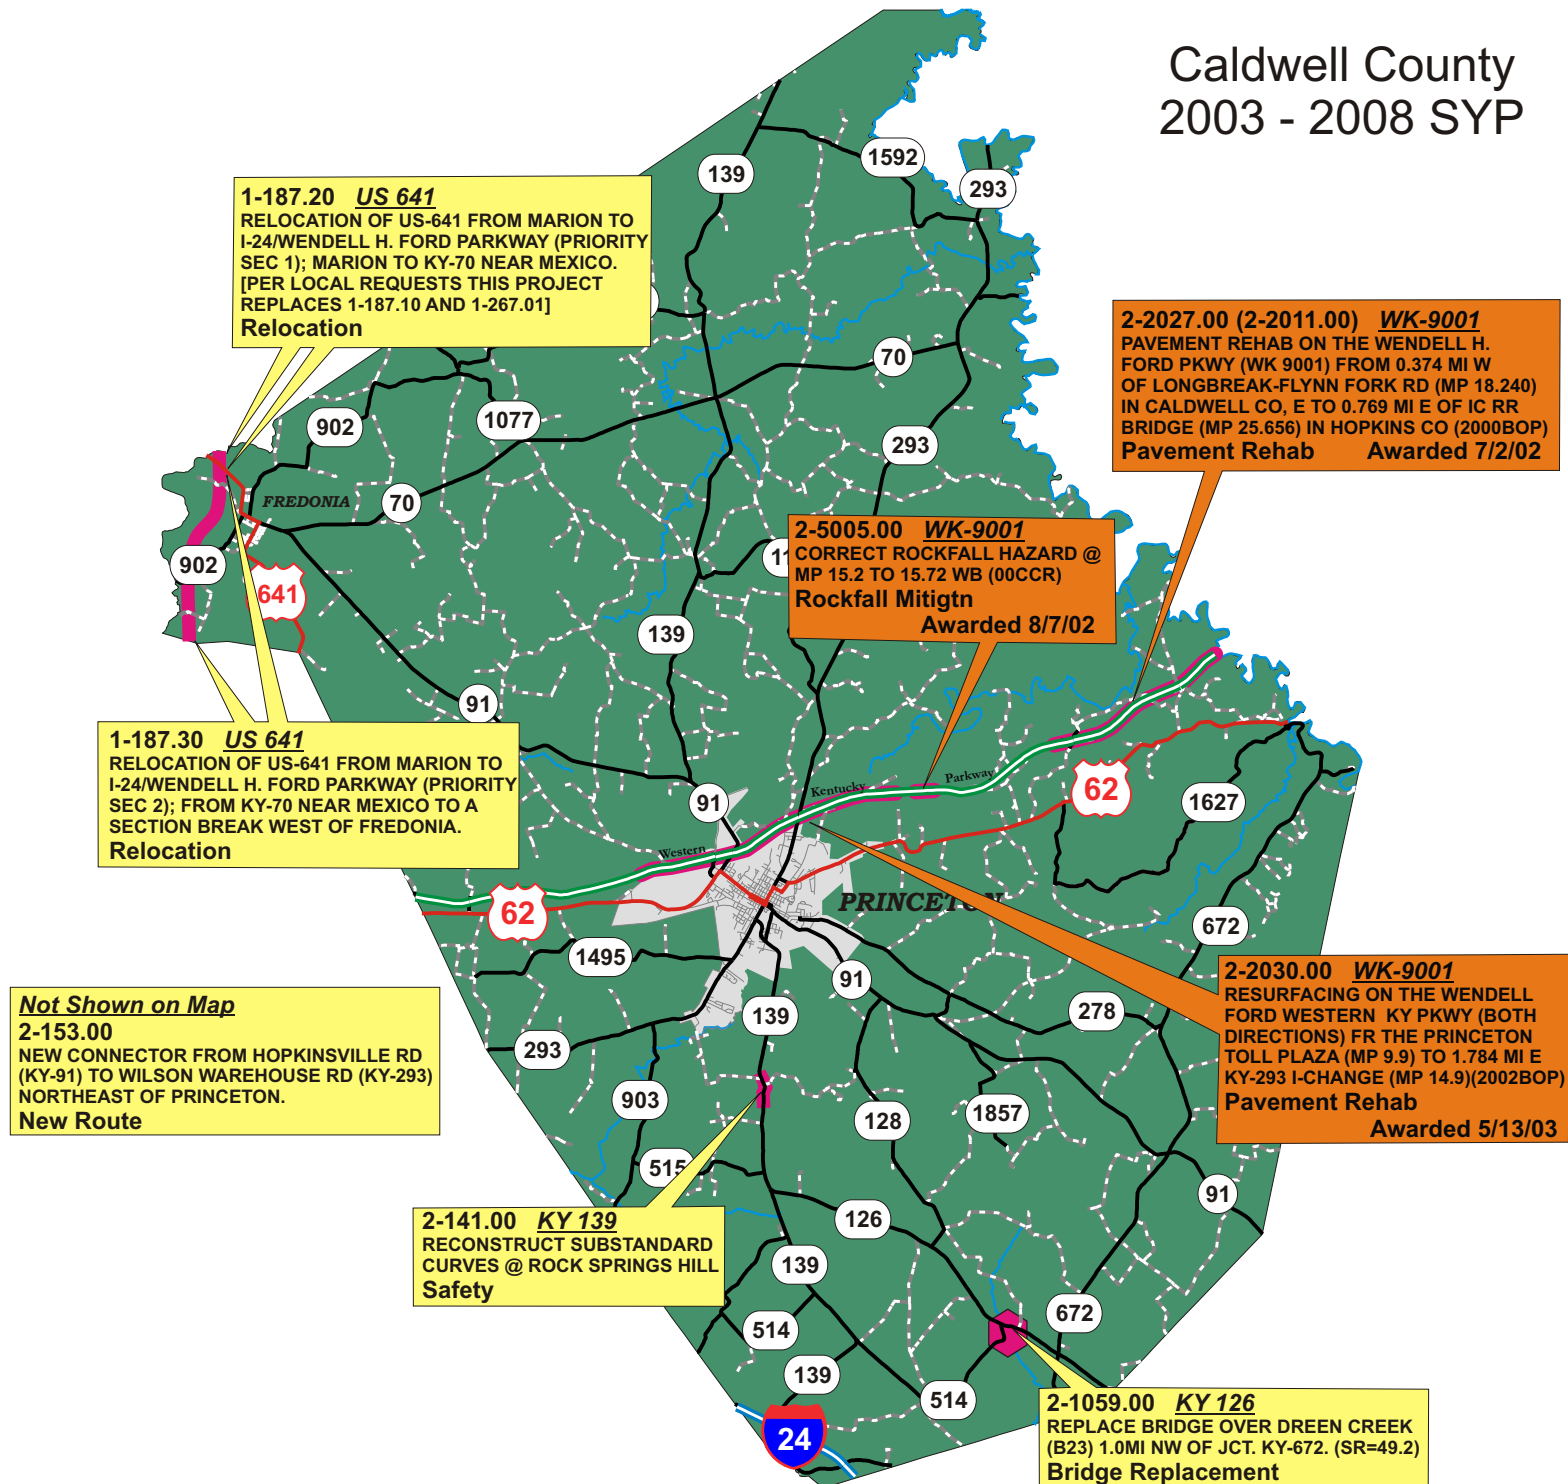 Caldwell County
2003 - 2008 SYP
1-187.20 US 641
RELOCATION OF US-641 FROM MARION TO
I-24/WENDELL H. FORD PARKWAY (PRIORITY
SEC 1); MARION TO KY-70 NEAR MEXICO.
[PER LOCAL REQUESTS THIS PROJECT
REPLACES 1-187.10 AND 1-267.01]
Relocation
139
1592
293
2-2027.00 (2-2011.00) WK-9001
PAVEMENT REHAB ON THE WENDELL H.
FORD PKWY (WK 9001) FROM 0.374 MI W
OF LONGBREAK-FLYNN FORK RD (MP 18.240)
IN CALDWELL CO, E TO 0.769 MI E OF IC RR
BRIDGE (MP 25.656) IN HOPKINS CO (2000BOP)
Pavement Rehab Awarded 7/2/02
70
902
1077
293
FREDONIA
70
902
641
2-5005.00 WK-9001
CORRECT ROCKFALL HAZARD @
MP 15.2 TO 15.72 WB (00CCR)
Rockfall Mitigtn
Awarded 8/7/02
11
139
91
1-187.30 US 641
RELOCATION OF US-641 FROM MARION TO
I-24/WENDELL H. FORD PARKWAY (PRIORITY
SEC 2); FROM KY-70 NEAR MEXICO TO A
SECTION BREAK WEST OF FREDONIA.
Relocation
91
Western
Kentucky
Parkway
62
1627
62
PRINCETON
672
1495
91
139
278
293
Not Shown on Map
2-153.00
NEW CONNECTOR FROM HOPKINSVILLE RD
(KY-91) TO WILSON WAREHOUSE RD (KY-293)
NORTHEAST OF PRINCETON.
New Route
2-2030.00 WK-9001
RESURFACING ON THE WENDELL
FORD WESTERN KY PKWY (BOTH
DIRECTIONS) FR THE PRINCETON
TOLL PLAZA (MP 9.9) TO 1.784 MI E
KY-293 I-CHANGE (MP 14.9)(2002BOP)
Pavement Rehab
Awarded 5/13/03
903
128
1857
515
91
126
2-141.00 KY 139
RECONSTRUCT SUBSTANDARD
CURVES @ ROCK SPRINGS HILL
Safety
139
672
514
139
514
24
2-1059.00 KY 126
REPLACE BRIDGE OVER DREEN CREEK
(B23) 1.0MI NW OF JCT. KY-672. (SR=49.2)
Bridge Replacement